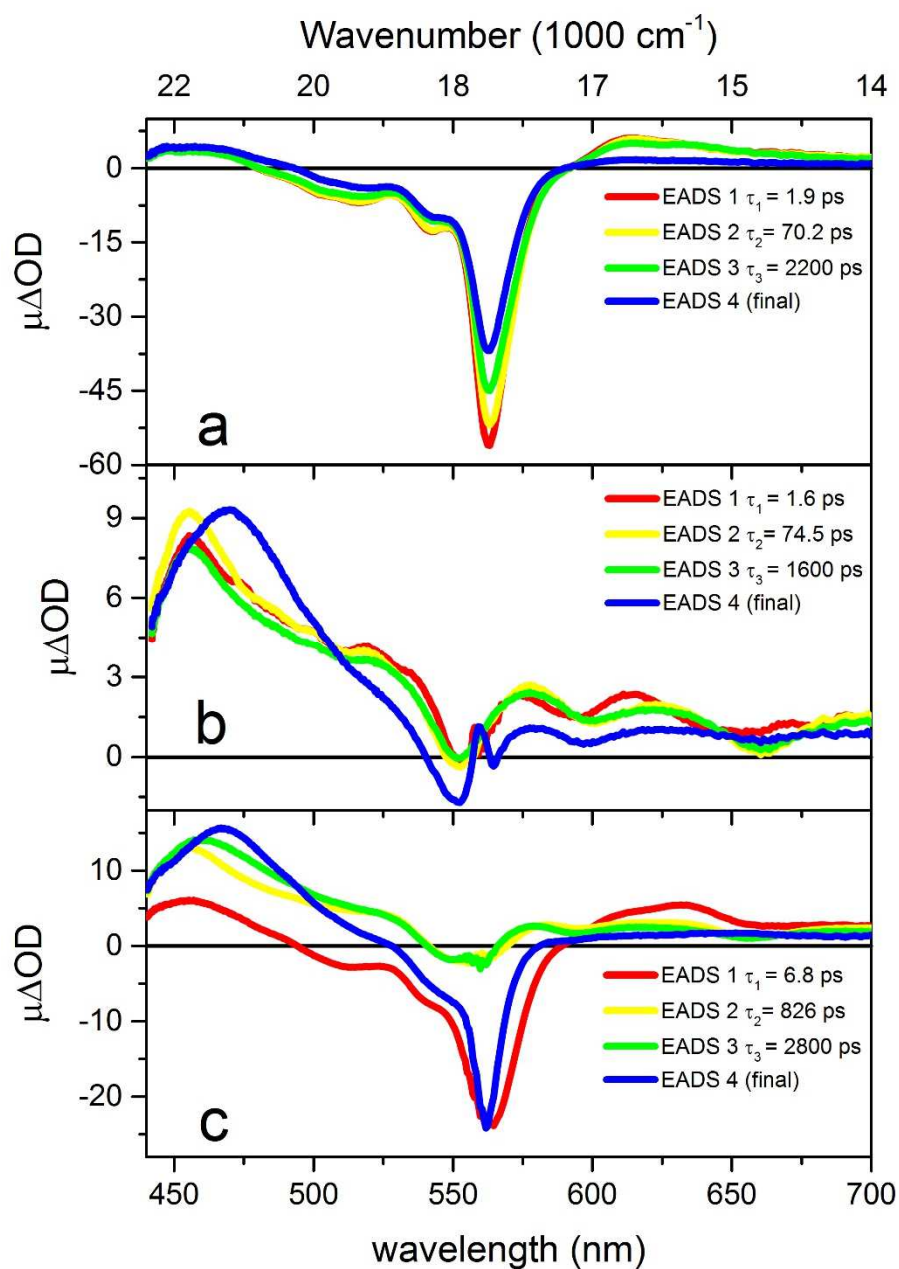 Wavenumber (1000 cm⁻¹)
22 20 19 18 17 16 15 14
0
-15
-30
-45
-60
μΔOD
EADS 1 τ₁ = 1.9 ps
EADS 2 τ₂= 70.2 ps
EADS 3 τ₃ = 2200 ps
EADS 4 (final)
a
9
6
3
0
μΔOD
EADS 1 τ₁ = 1.6 ps
EADS 2 τ₂= 74.5 ps
EADS 3 τ₃ = 1600 ps
EADS 4 (final)
b
10
0
-10
-20
μΔOD
EADS 1 τ₁ = 6.8 ps
EADS 2 τ₂= 826 ps
EADS 3 τ₃ = 2800 ps
EADS 4 (final)
c
450 500 550 600 650 700
wavelength (nm)